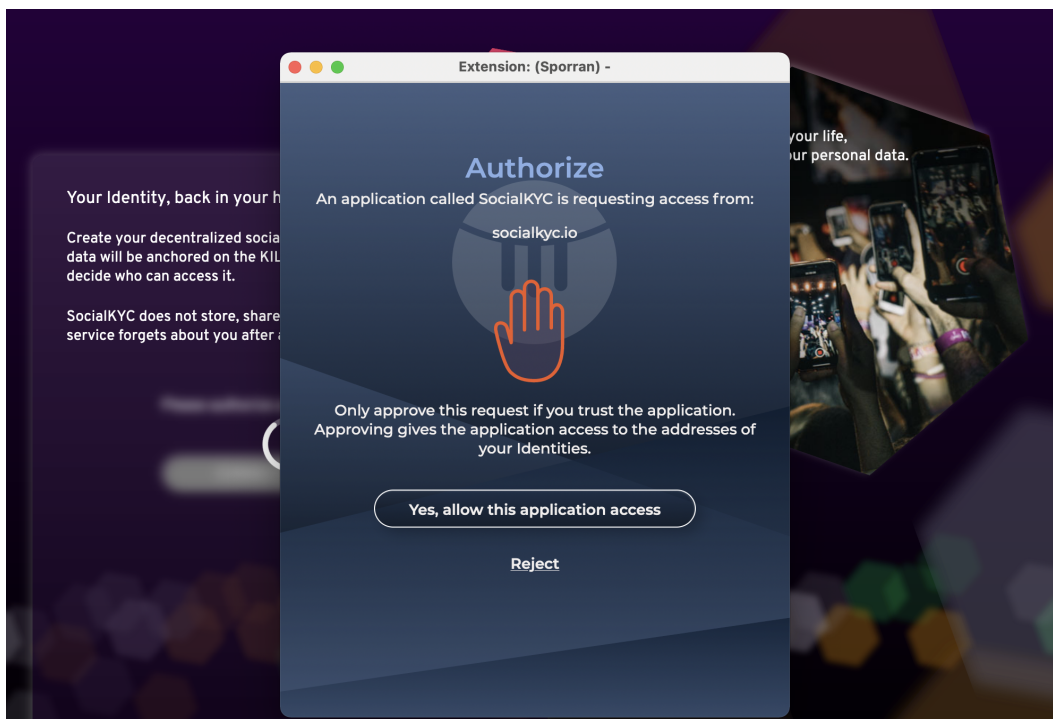 Extension: (Sporran) -
Authorize
An application called SocialKYC is requesting access from:
socialkyc.io
Only approve this request if you trust the application.
Approving gives the application access to the addresses of
your Identities.
Yes, allow this application access
Reject
Your Identity, back in your
Create your decentralized
data will be anchored on the
decide who can access it.
SocialKYC does not store, share
service forgets about you after
your life,
your personal data.